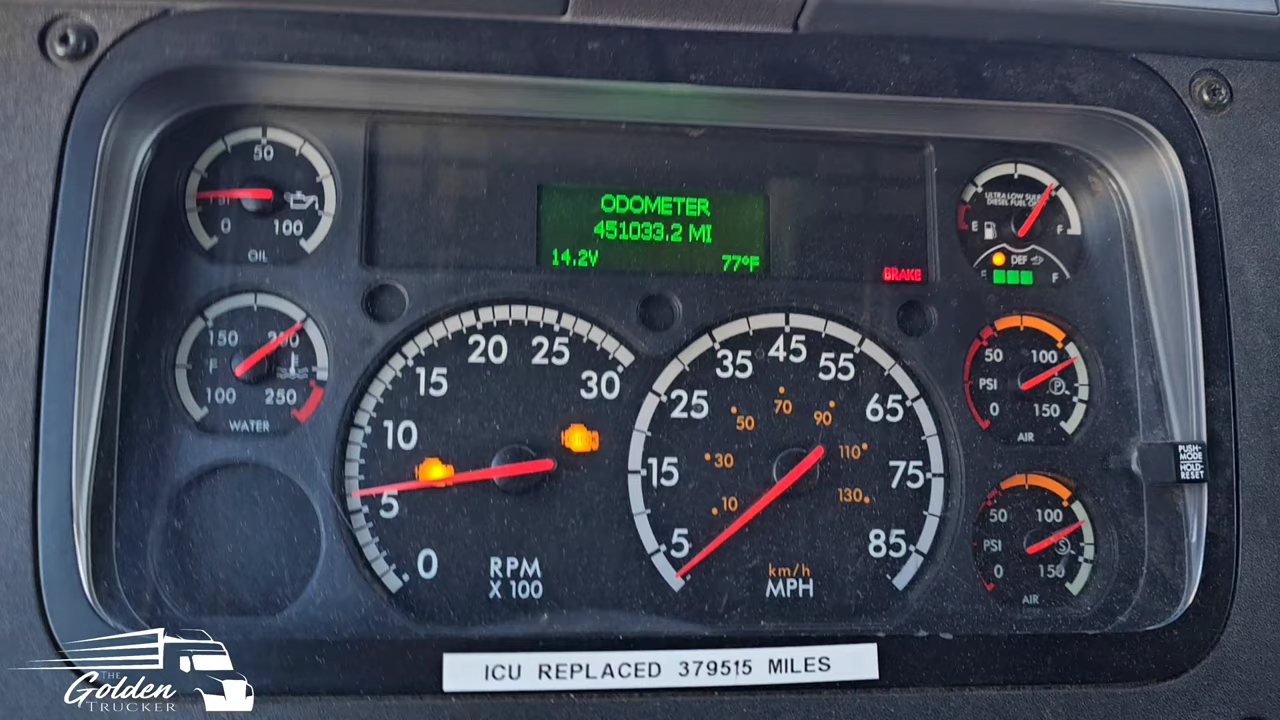 50
PSI
0 100
OIL
150 200
F
100 250
WATER
ODOMETER
451033.2 MI
14.2V 77°F
BRAKE
ULTRA LOW SULFUR
DIESEL FUEL ONLY
E F
DEF
E F
0
5
10
15
20
25
30
CHECK
RPM
X 100
5
15
25
35
45
55
65
75
85
10
30
50
70
90
110
130
km/h
MPH
50 100
PSI P
0 150
AIR
50 100
PSI S
0 150
AIR
PUSH-
MODE
HOLD-
RESET
ICU REPLACED 379515 MILES
THE
Golden
TRUCKER